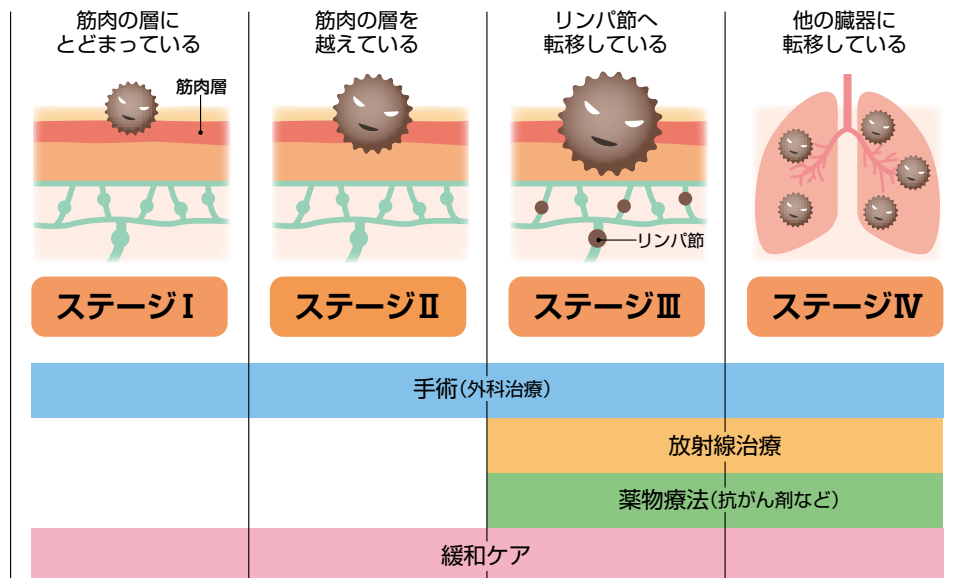 筋肉の層に
とどまっている
筋肉の層を
越えている
リンパ節へ
転移している
他の臓器に
転移している
筋肉層
リンパ節
ステージⅠ
ステージⅡ
ステージⅢ
ステージⅣ
手術(外科治療)
放射線治療
薬物療法(抗がん剤など)
緩和ケア